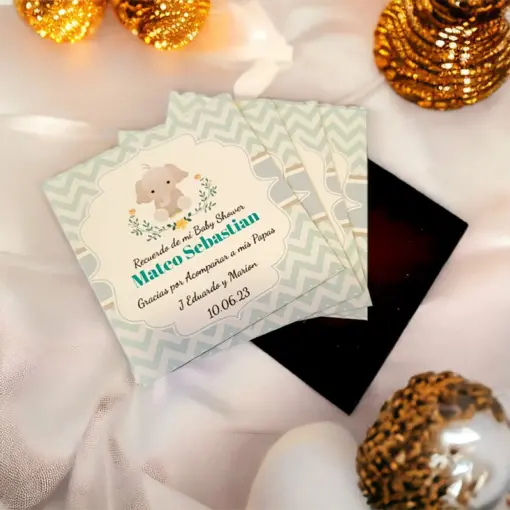 Recuerdo de mi Baby Shower
Mateo Sebastian
Gracias por Acompañar a mis Papas
J Eduardo y Marion
10.06.23